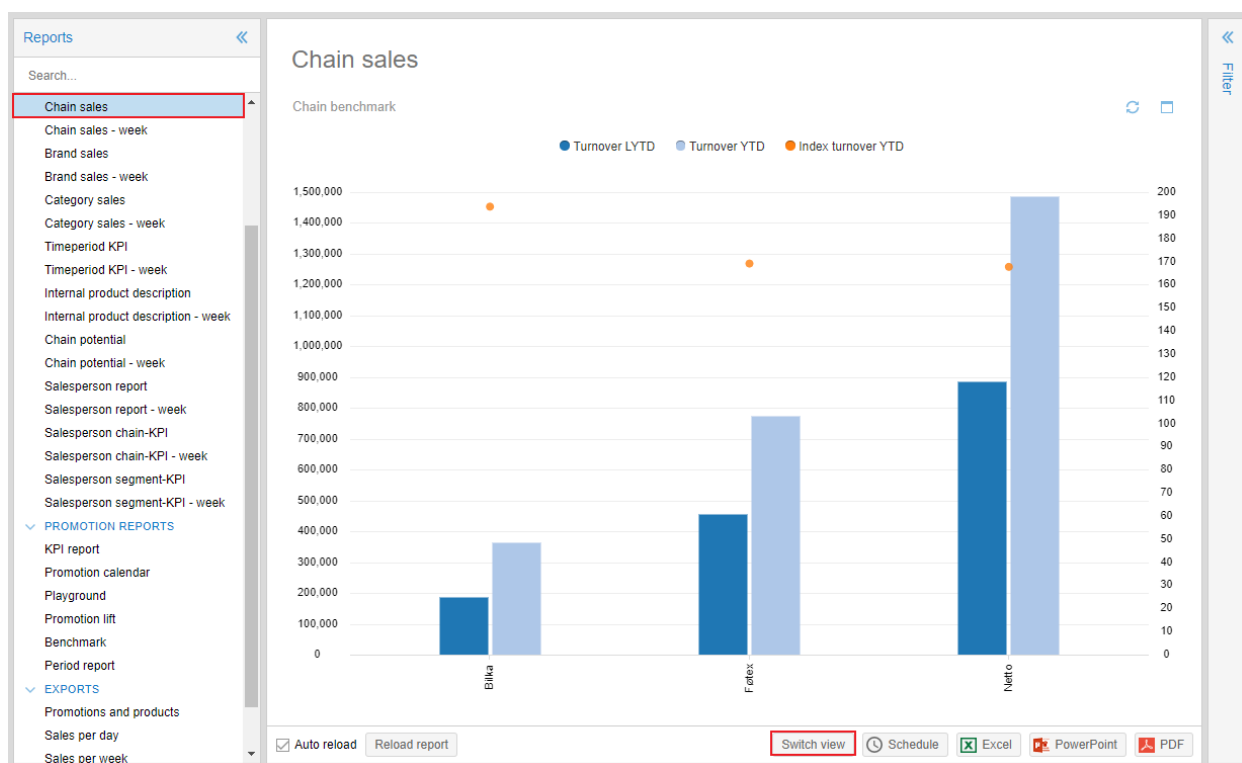 Reports
Search...
Chain sales
Chain sales - week
Brand sales
Brand sales - week
Category sales
Category sales - week
Timeperiod KPI
Timeperiod KPI - week
Internal product description
Internal product description - week
Chain potential
Chain potential - week
Salesperson report
Salesperson report - week
Salesperson chain-KPI
Salesperson chain-KPI - week
Salesperson segment-KPI
Salesperson segment-KPI - week
PROMOTION REPORTS
KPI report
Promotion calendar
Playground
Promotion lift
Benchmark
Period report
EXPORTS
Promotions and products
Sales per day
Sales per week
Chain sales
Chain benchmark
Turnover LYTD Turnover YTD Index turnover YTD
1,500,000
1,400,000
1,300,000
1,200,000
1,100,000
1,000,000
900,000
800,000
700,000
600,000
500,000
400,000
300,000
200,000
100,000
0
200
190
180
170
160
150
140
130
120
110
100
90
80
70
60
50
40
30
20
10
0
Bilka
Føtex
Netto
Auto reload Reload report Switch view Schedule Excel PowerPoint PDF
Filter